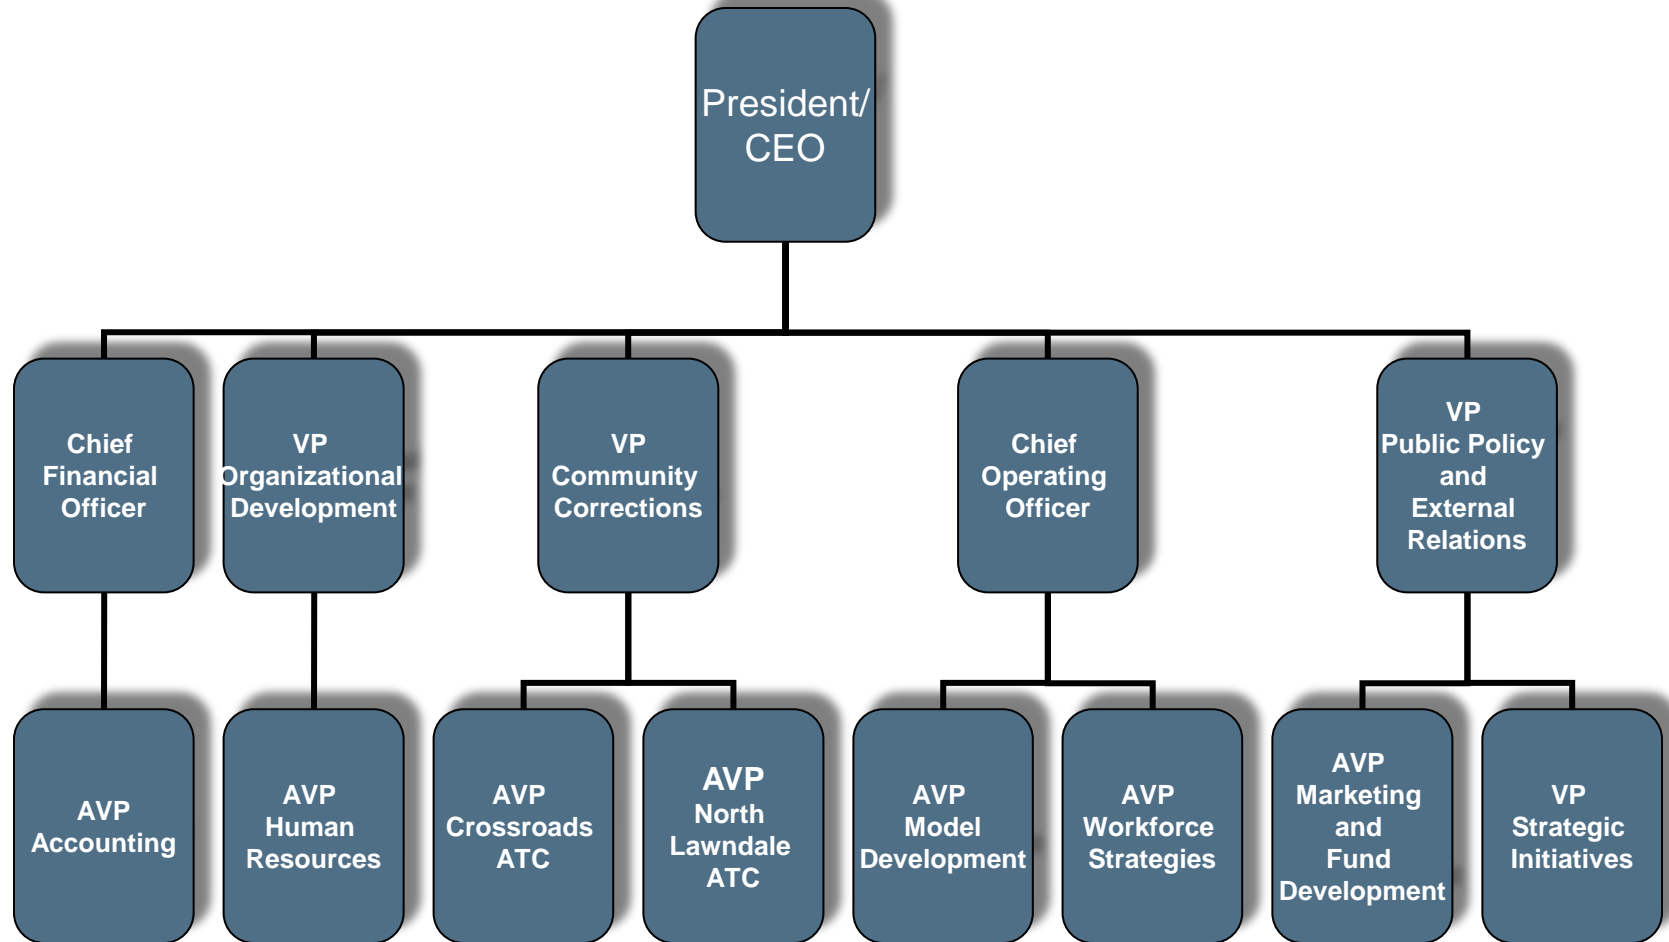 President/
CEO
Chief
Financial
Officer
VP
Organizational
Development
VP
Community
Corrections
Chief
Operating
Officer
VP
Public Policy
and
External
Relations
AVP
Accounting
AVP
Human
Resources
AVP
Crossroads
ATC
AVP
North
Lawndale
ATC
AVP
Model
Development
AVP
Workforce
Strategies
AVP
Marketing
and
Fund
Development
VP
Strategic
Initiatives